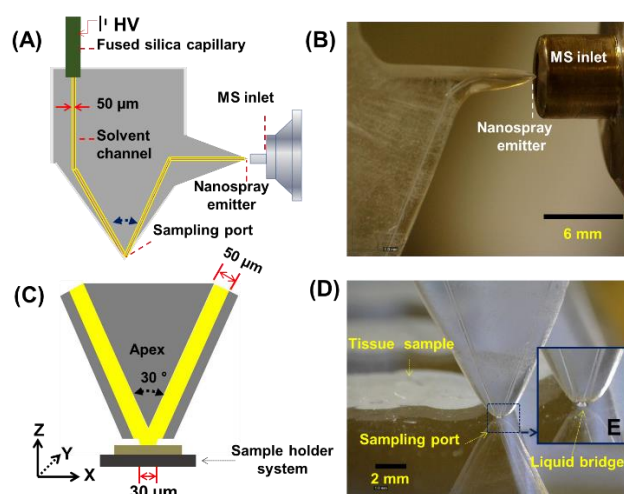 (A)
HV
Fused silica capillary
50 µm
MS inlet
Solvent
channel
Nanospray
emitter
Sampling port
(B)
MS inlet
Nanospray
emitter
6 mm
(C)
50 µm
Apex
30 °
Z
Y
X
Sample holder
system
30 µm
(D)
Tissue sample
Sampling port
E
Liquid bridge
2 mm